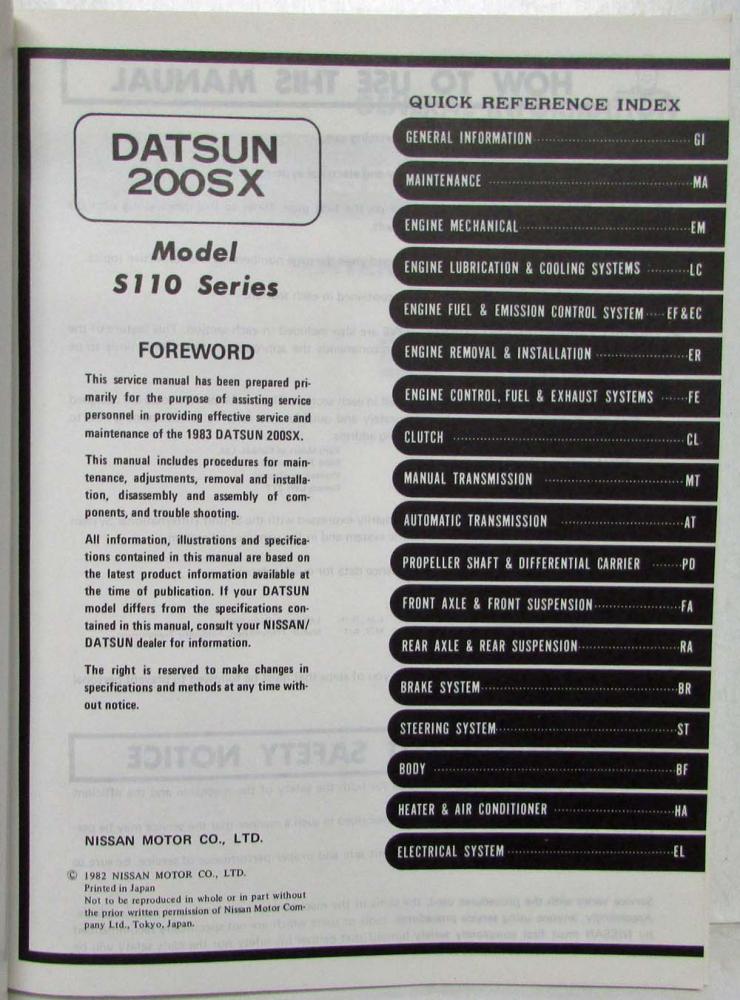 DATSUN
200SX
Model
S110 Series
FOREWORD
This service manual has been prepared pri-
marily for the purpose of assisting service
personnel in providing effective service and
maintenance of the 1983 DATSUN 200SX.
This manual includes procedures for main-
tenance, adjustments, removal and installa-
tion, disassembly and assembly of com-
ponents, and trouble shooting.
All information, illustrations and specifica-
tions contained in this manual are based on
the latest product information available at
the time of publication. If your DATSUN
model differs from the specifications con-
tained in this manual, consult your NISSAN/
DATSUN dealer for information.
The right is reserved to make changes in
specifications and methods at any time with-
out notice.
NISSAN MOTOR CO., LTD.
© 1982 NISSAN MOTOR CO., LTD.
Printed in Japan
Not to be reproduced in whole or in part without
the prior written permission of Nissan Motor Com-
pany Ltd., Tokyo, Japan.
QUICK REFERENCE INDEX
GENERAL INFORMATION GI
MAINTENANCE MA
ENGINE MECHANICAL EM
ENGINE LUBRICATION & COOLING SYSTEMS LC
ENGINE FUEL & EMISSION CONTROL SYSTEM EF & EC
ENGINE REMOVAL & INSTALLATION ER
ENGINE CONTROL, FUEL & EXHAUST SYSTEMS FE
CLUTCH CL
MANUAL TRANSMISSION MT
AUTOMATIC TRANSMISSION AT
PROPELLER SHAFT & DIFFERENTIAL CARRIER PD
FRONT AXLE & FRONT SUSPENSION FA
REAR AXLE & REAR SUSPENSION RA
BRAKE SYSTEM BR
STEERING SYSTEM ST
BODY BF
HEATER & AIR CONDITIONER HA
ELECTRICAL SYSTEM EL